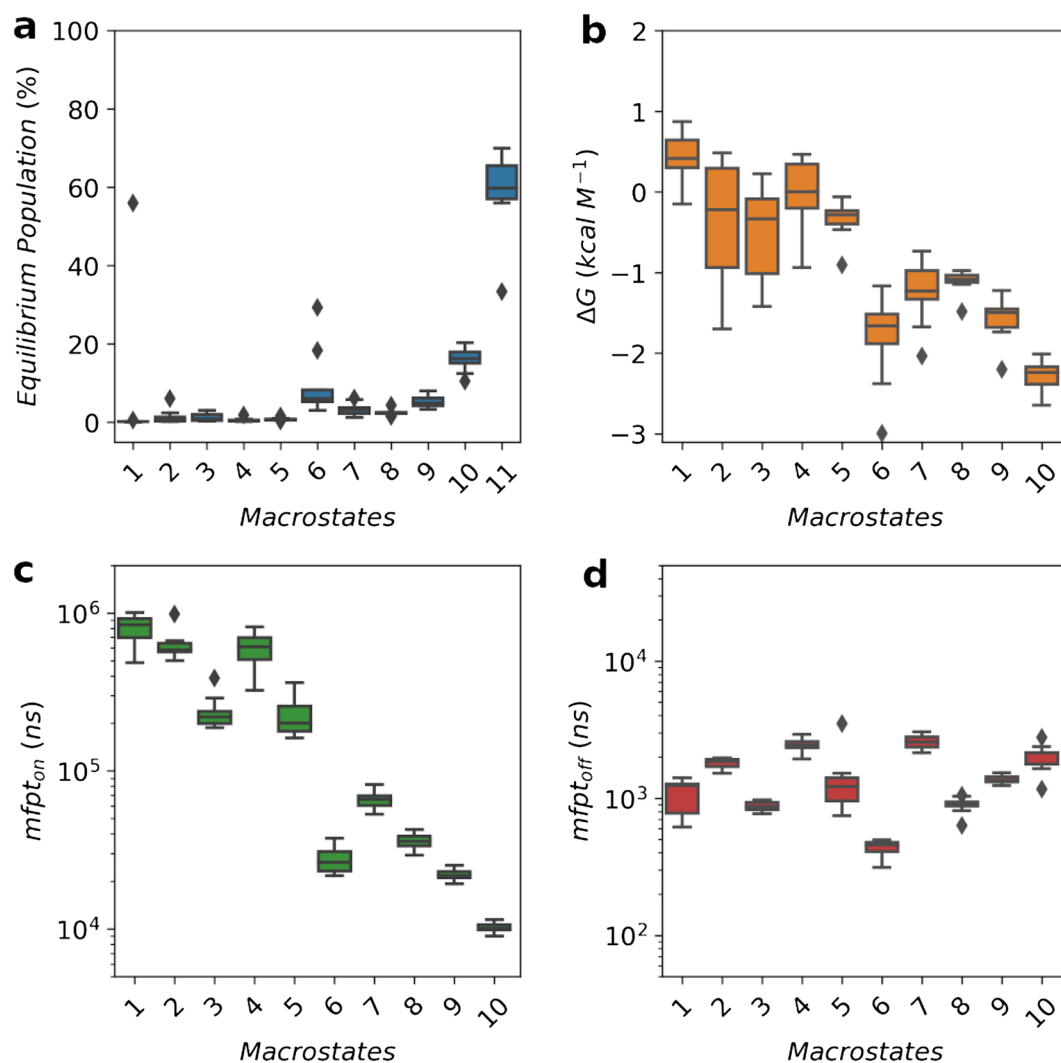 a
100
80
60
40
20
0
Equilibrium Population (%)
1 2 3 4 5 6 7 8 9 10 11
Macrostates
b
2
1
0
−1
−2
−3
ΔG (kcal M⁻¹)
1 2 3 4 5 6 7 8 9 10
Macrostates
c
10⁶
10⁵
10⁴
mfpt_on (ns)
1 2 3 4 5 6 7 8 9 10
Macrostates
d
10⁴
10³
10²
mfpt_off (ns)
1 2 3 4 5 6 7 8 9 10
Macrostates